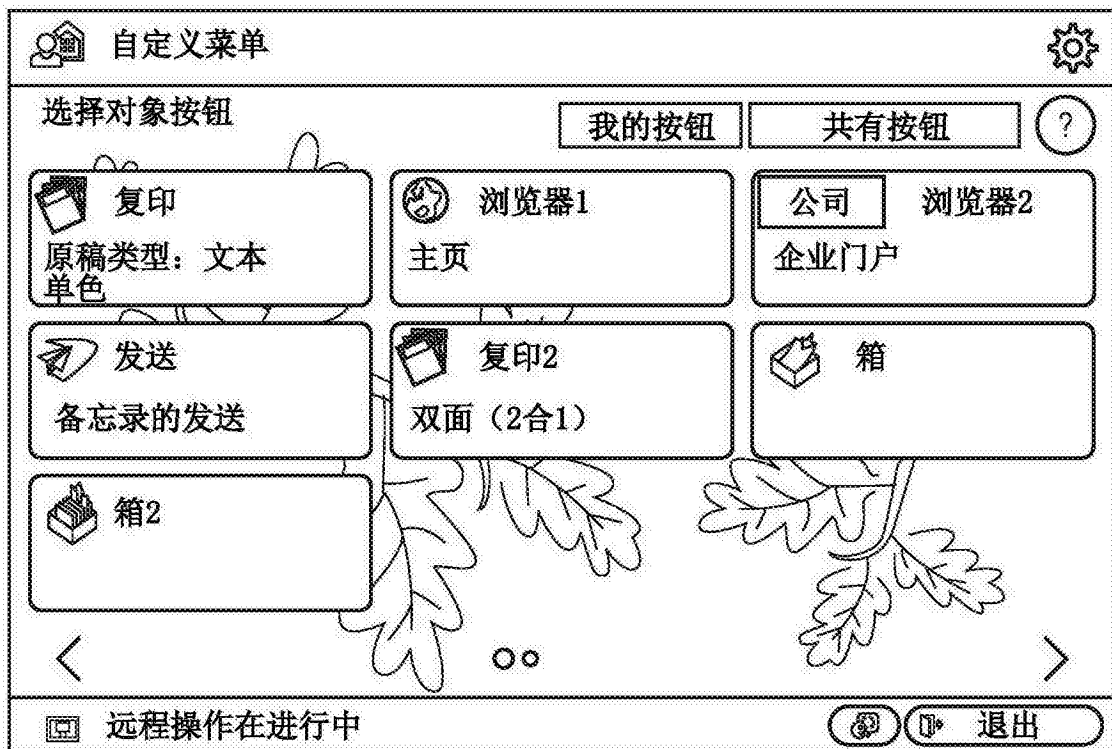 自定义菜单
选择对象按钮
我的按钮
共有按钮
?
复印
原稿类型：文本
单色
浏览器1
主页
公司
浏览器2
企业门户
发送
备忘录的发送
复印2
双面（2合1）
箱
箱2
远程操作在进行中
退出